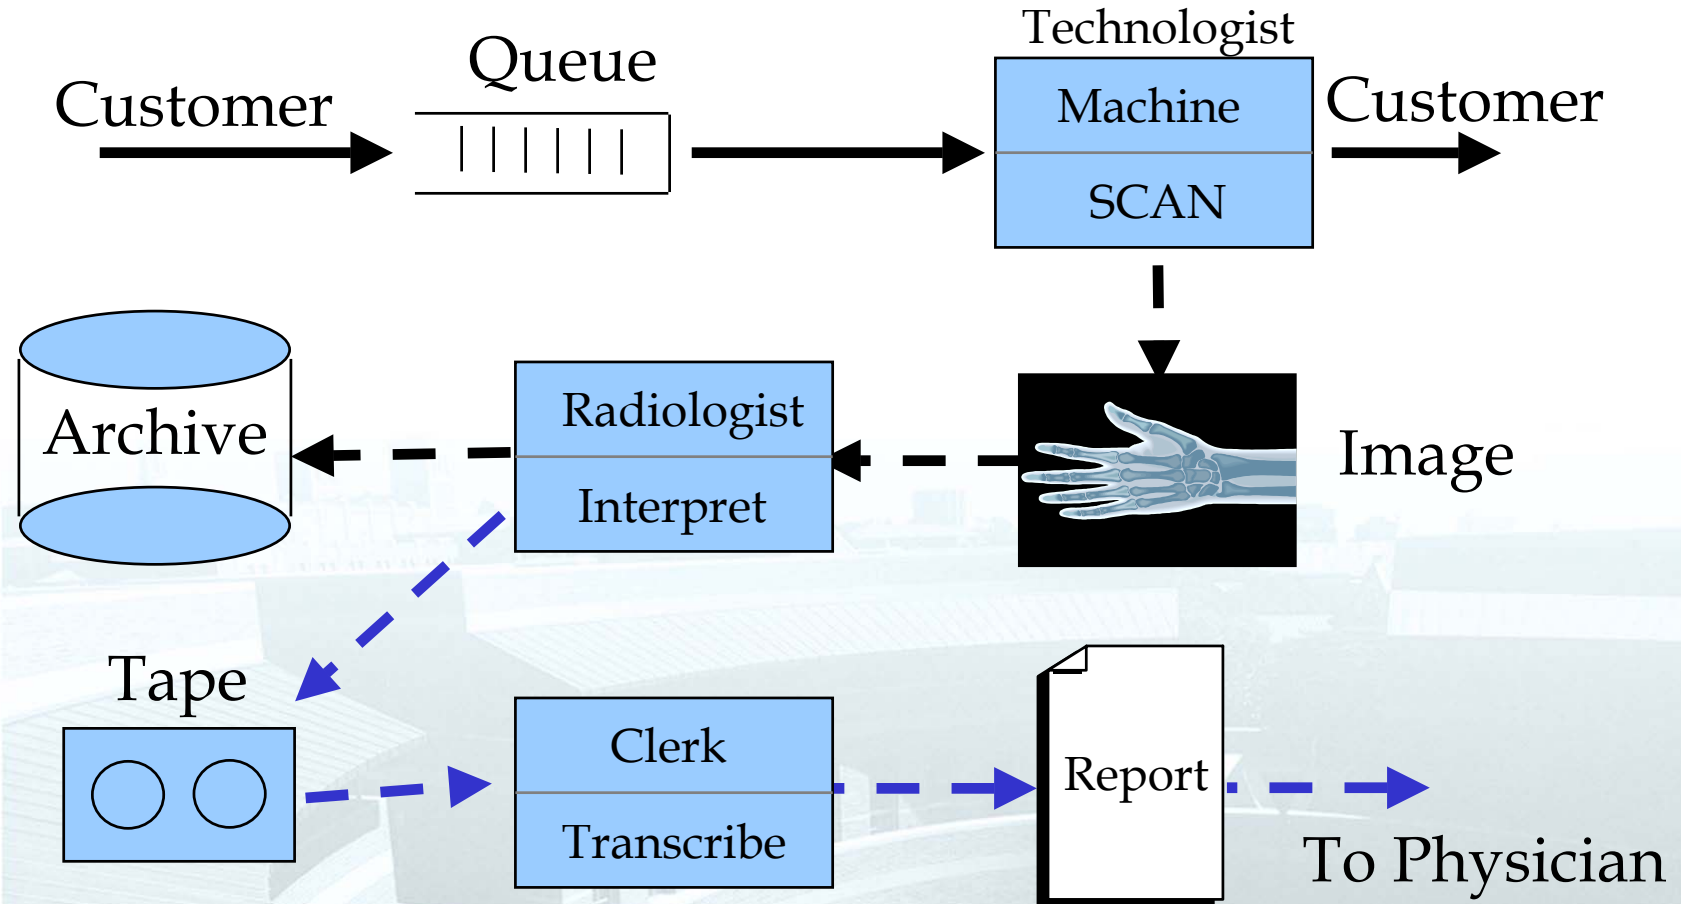 Technologist
Customer
Queue
Machine
SCAN
Customer
Archive
Radiologist
Interpret
Image
Tape
Clerk
Transcribe
Report
To Physician